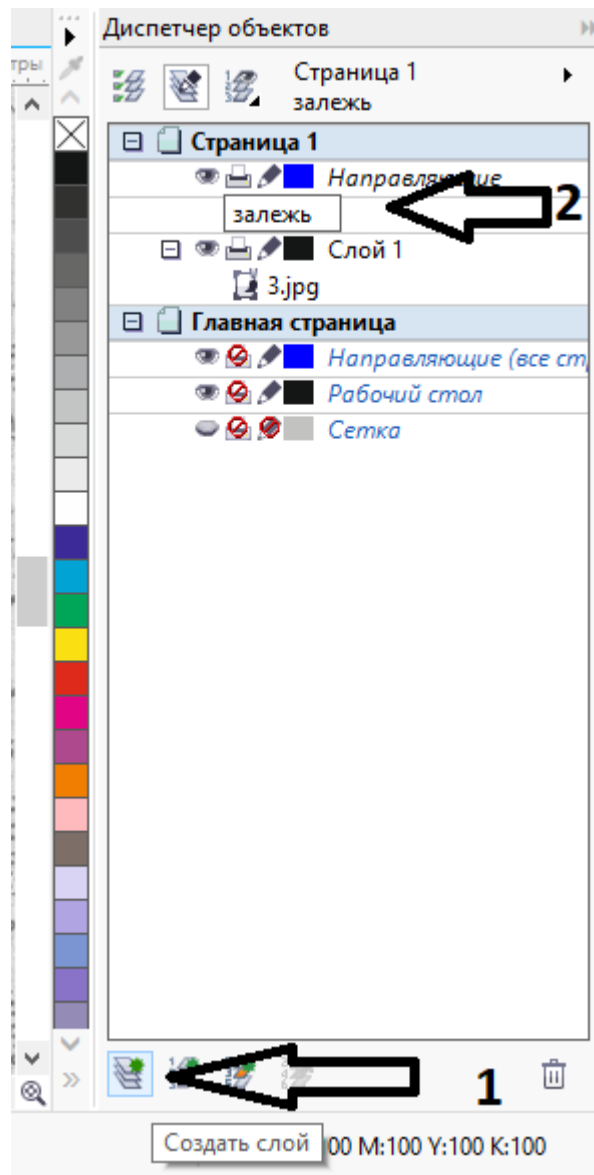 Диспетчер объектов
тры
Страница 1
залежь
Страница 1
Направляющие
залежь
2
Слой 1
3.jpg
Главная страница
Направляющие (все ст
Рабочий стол
Сетка
1
Создать слой
00 M:100 Y:100 K:100